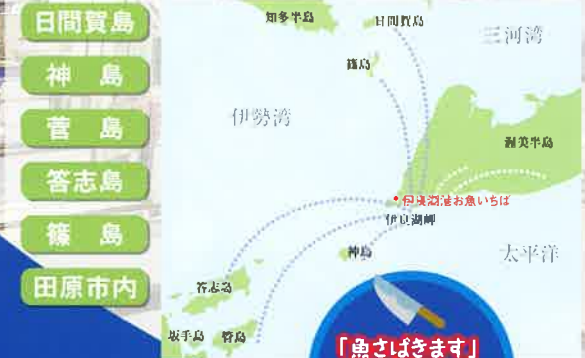 日間賀島
神島
菅島
答志島
篠島
田原市内
知多半島
日間賀島
三河湾
篠島
伊勢湾
渥美半島
伊良湖港お魚いちば
伊良湖岬
神島
太平洋
答志島
坂手島
菅島
「魚さばきます」